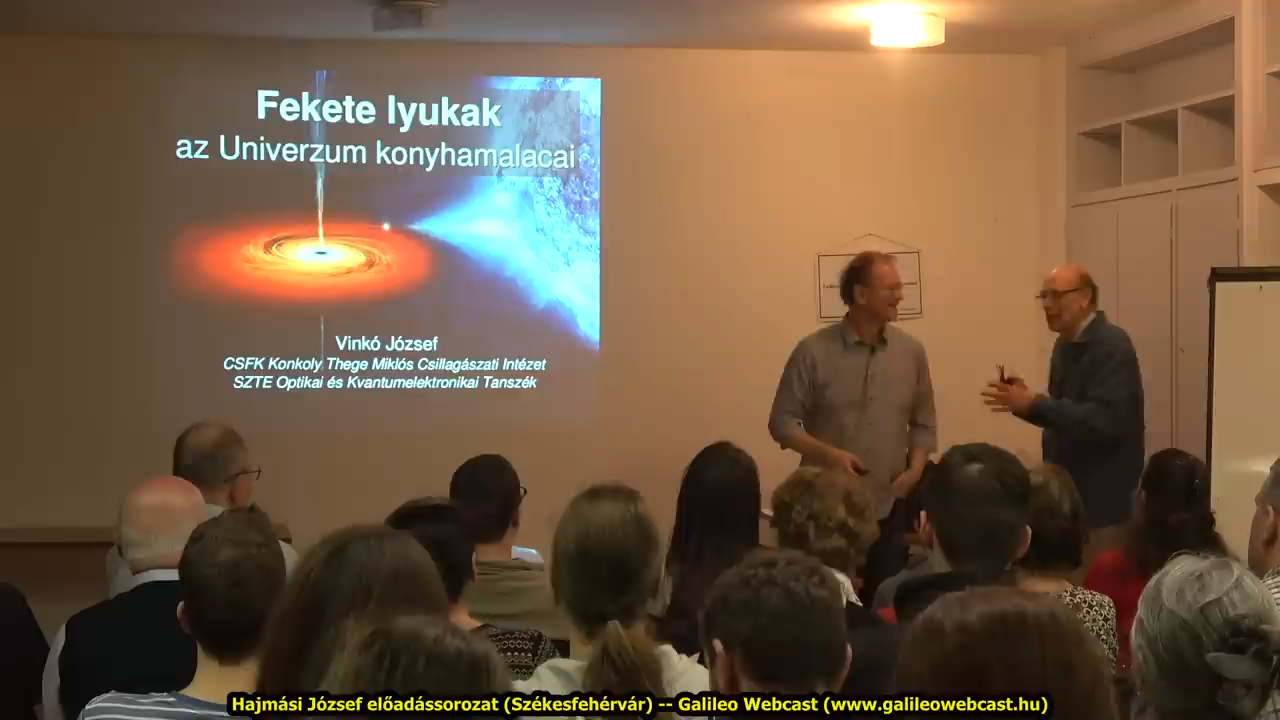 Fekete lyukak
az Univerzum konyhamalacai
Vinkó József
CSFK Konkoly Thege Miklós Csillagászati Intézet
SZTE Optikai és Kvantumelektronikai Tanszék
Hajmási József előadássorozat (Székesfehérvár) -- Galileo Webcast (www.galileowebcast.hu)